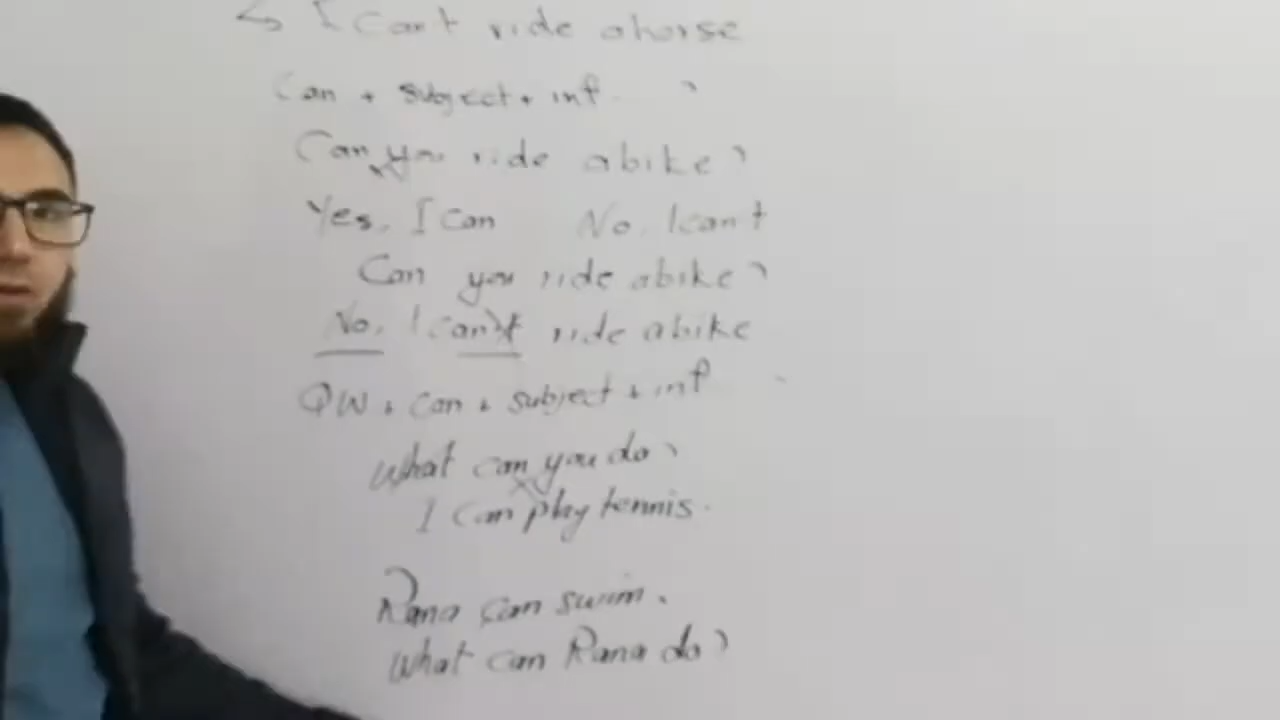 I can't ride a horse
Can + subject + inf. ?
Can you ride a bike?
Yes, I can No, I can't
Can you ride a bike?
No, I can't ride a bike
QW + can + subject + inf
What can you do?
I can play tennis.
Rana can swim.
What can Rana do?